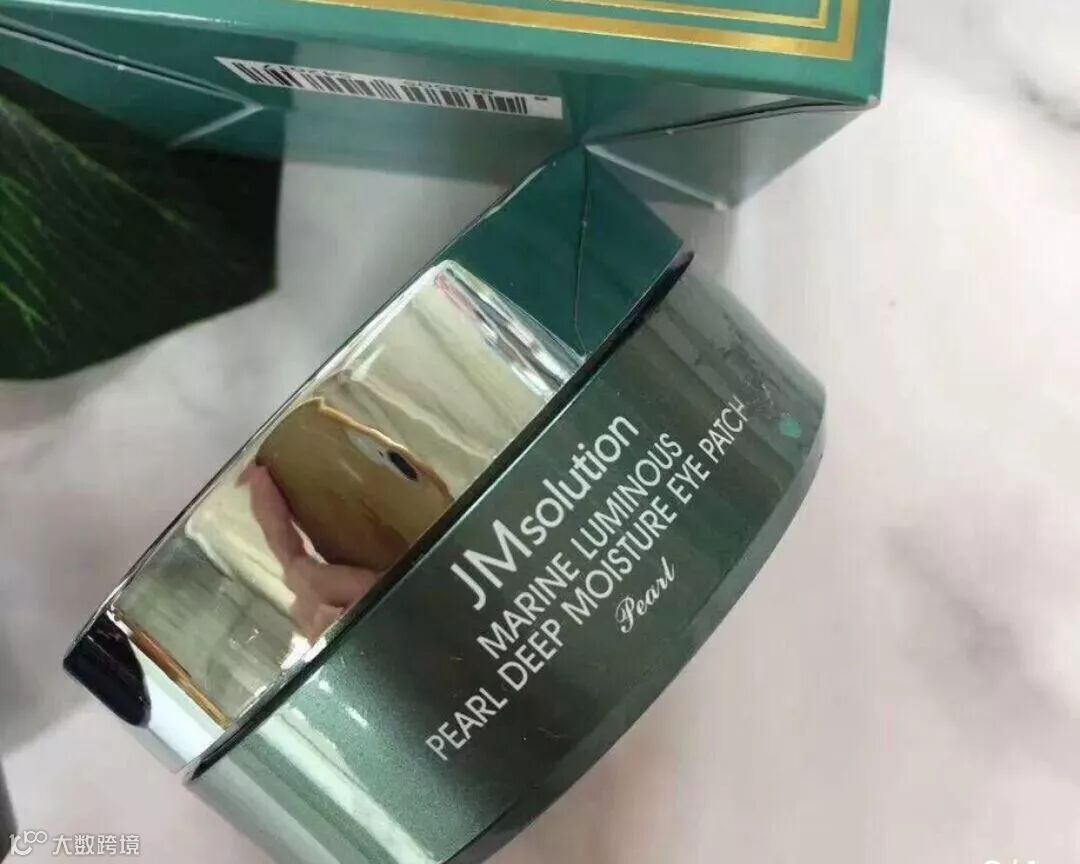 JMsolution
MARINE LUMINOUS
PEARL DEEP MOISTURE EYE PATCH
Pearl
大数跨境